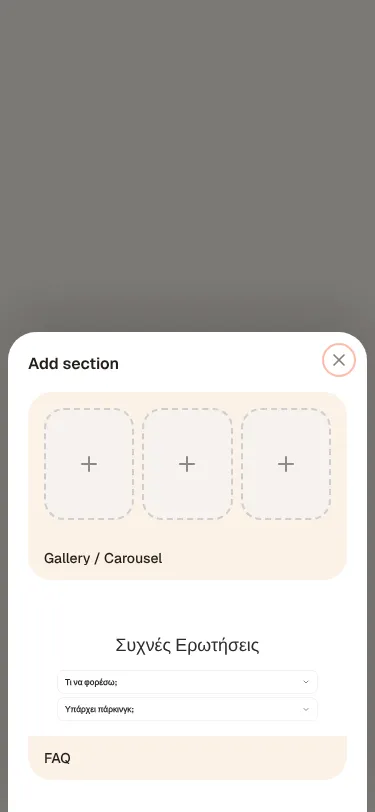 Add section
Gallery / Carousel
Συχνές Ερωτήσεις
Τι να φορέσω;
Υπάρχει πάρκινγκ;
FAQ